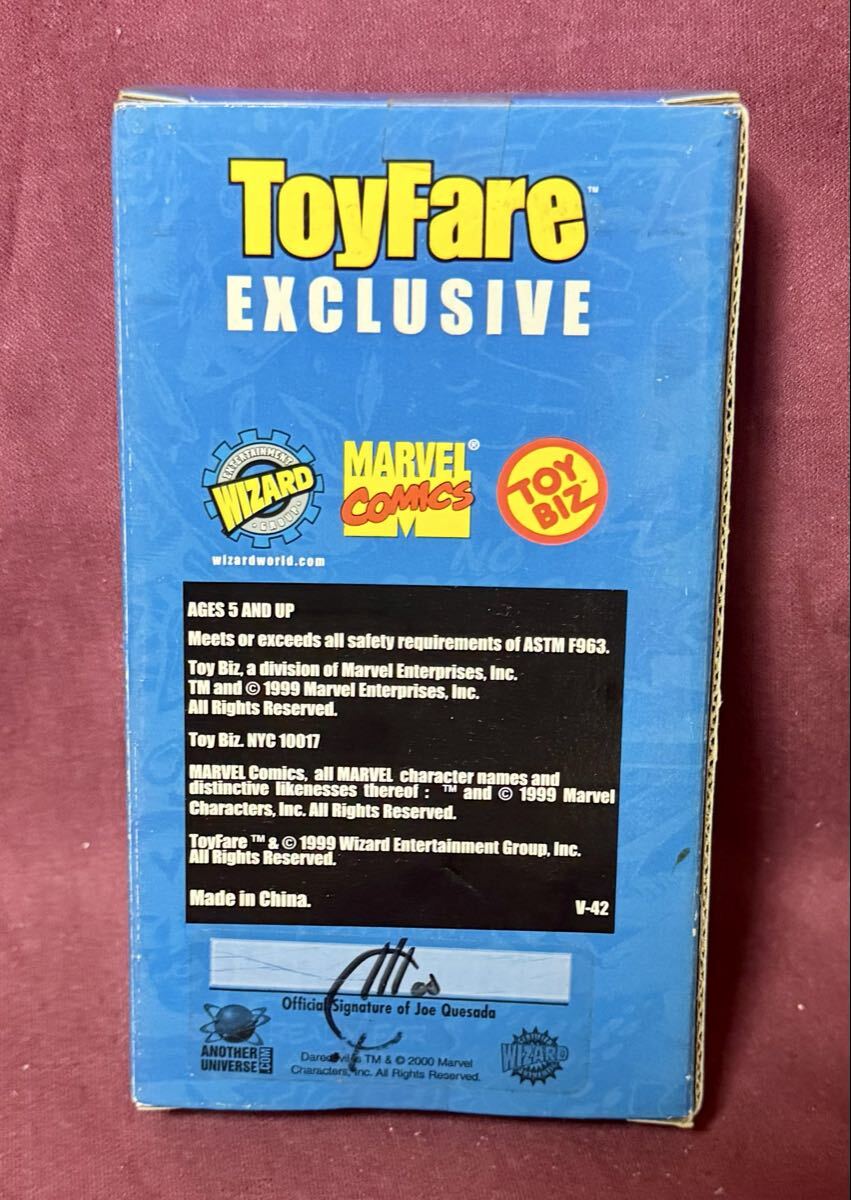 ToyFare™
EXCLUSIVE
ENTERTAINMENT
WIZARD
GROUP
wizardworld.com
MARVEL®
COMICS
TOY
BIZ™
AGES 5 AND UP
Meets or exceeds all safety requirements of ASTM F963.
Toy Biz, a division of Marvel Enterprises, Inc.
TM and © 1999 Marvel Enterprises, Inc.
All Rights Reserved.
Toy Biz. NYC 10017
MARVEL Comics, all MARVEL character names and
distinctive likenesses thereof : ™ and © 1999 Marvel
Characters, Inc. All Rights Reserved.
ToyFare ™ & © 1999 Wizard Entertainment Group, Inc.
All Rights Reserved.
Made in China.
V-42
Official Signature of Joe Quesada
ANOTHER
UNIVERSE
.COM
Daredevil: TM & © 2000 Marvel
Characters, Inc. All Rights Reserved.
WIZARD